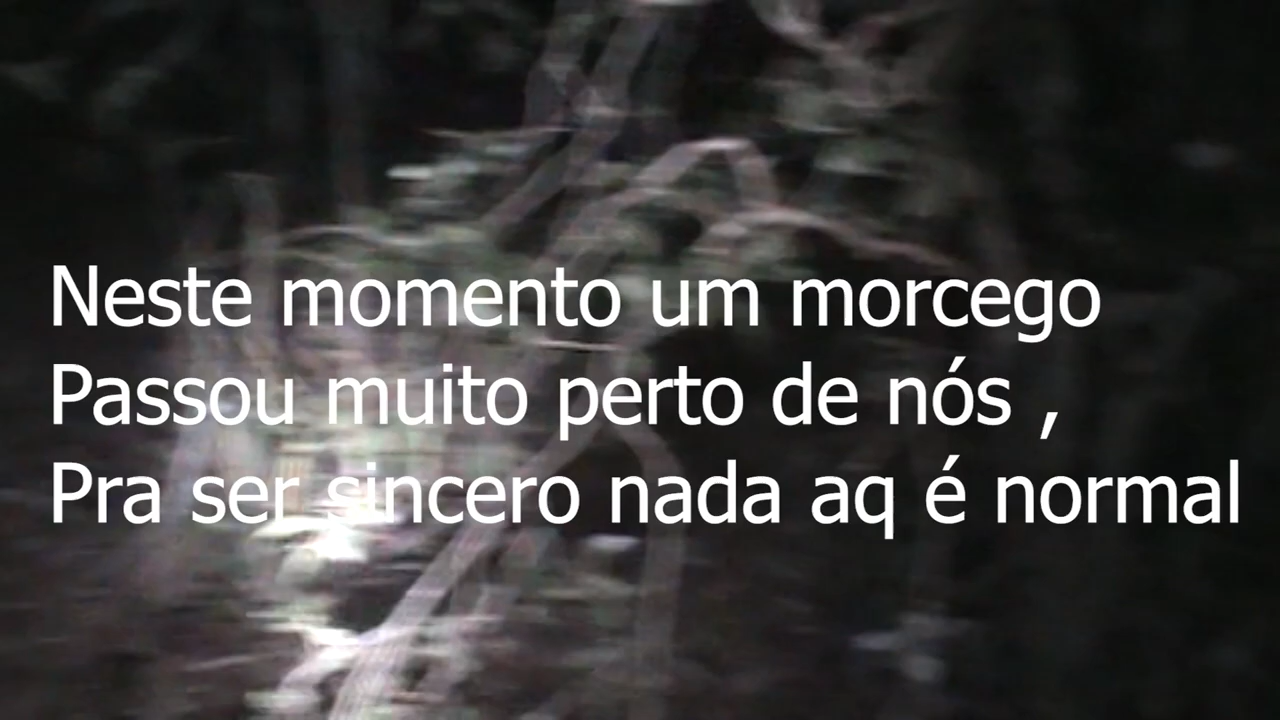 Neste momento um morcego
Passou muito perto de nós ,
Pra ser sincero nada aq é normal